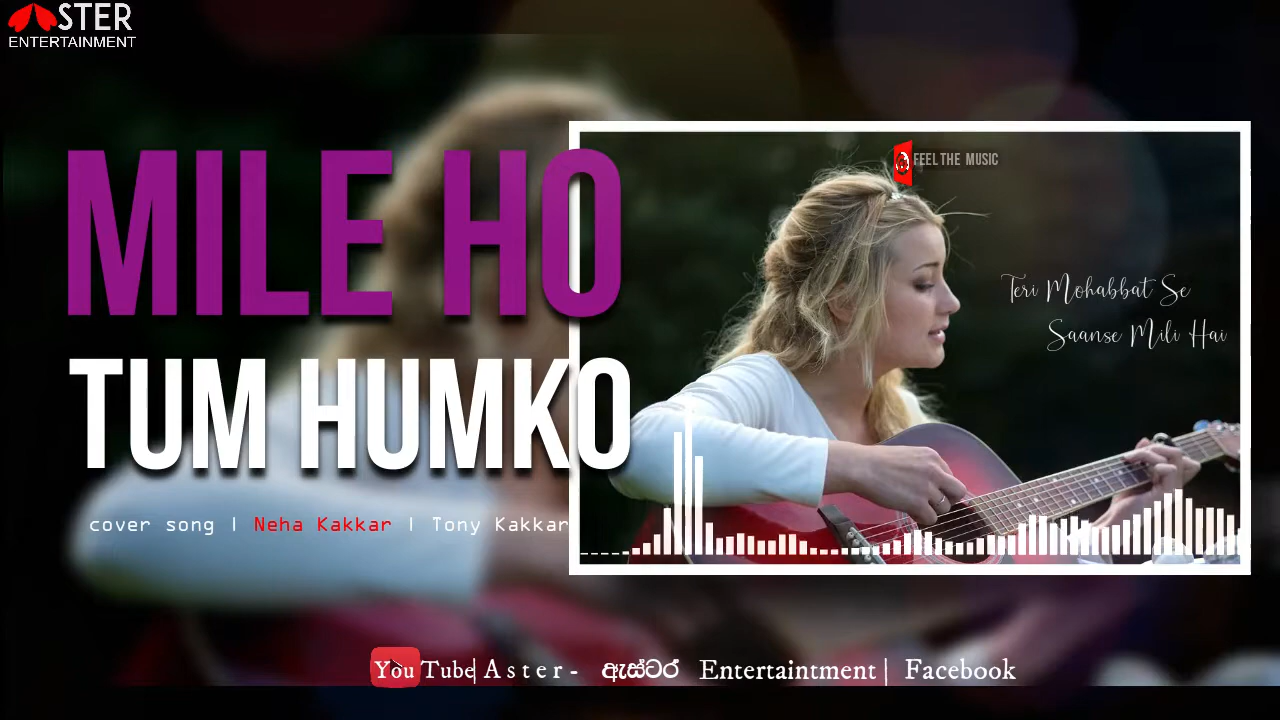 STER
ENTERTAINMENT
MILE HO
TUM HUMKO
cover song | Neha Kakkar | Tony Kakkar
FEEL THE MUSIC
Teri Mohabbat Se
Saanse Mili Hai
YouTube| Aster- ඇස්ටර් Entertaintment| Facebook